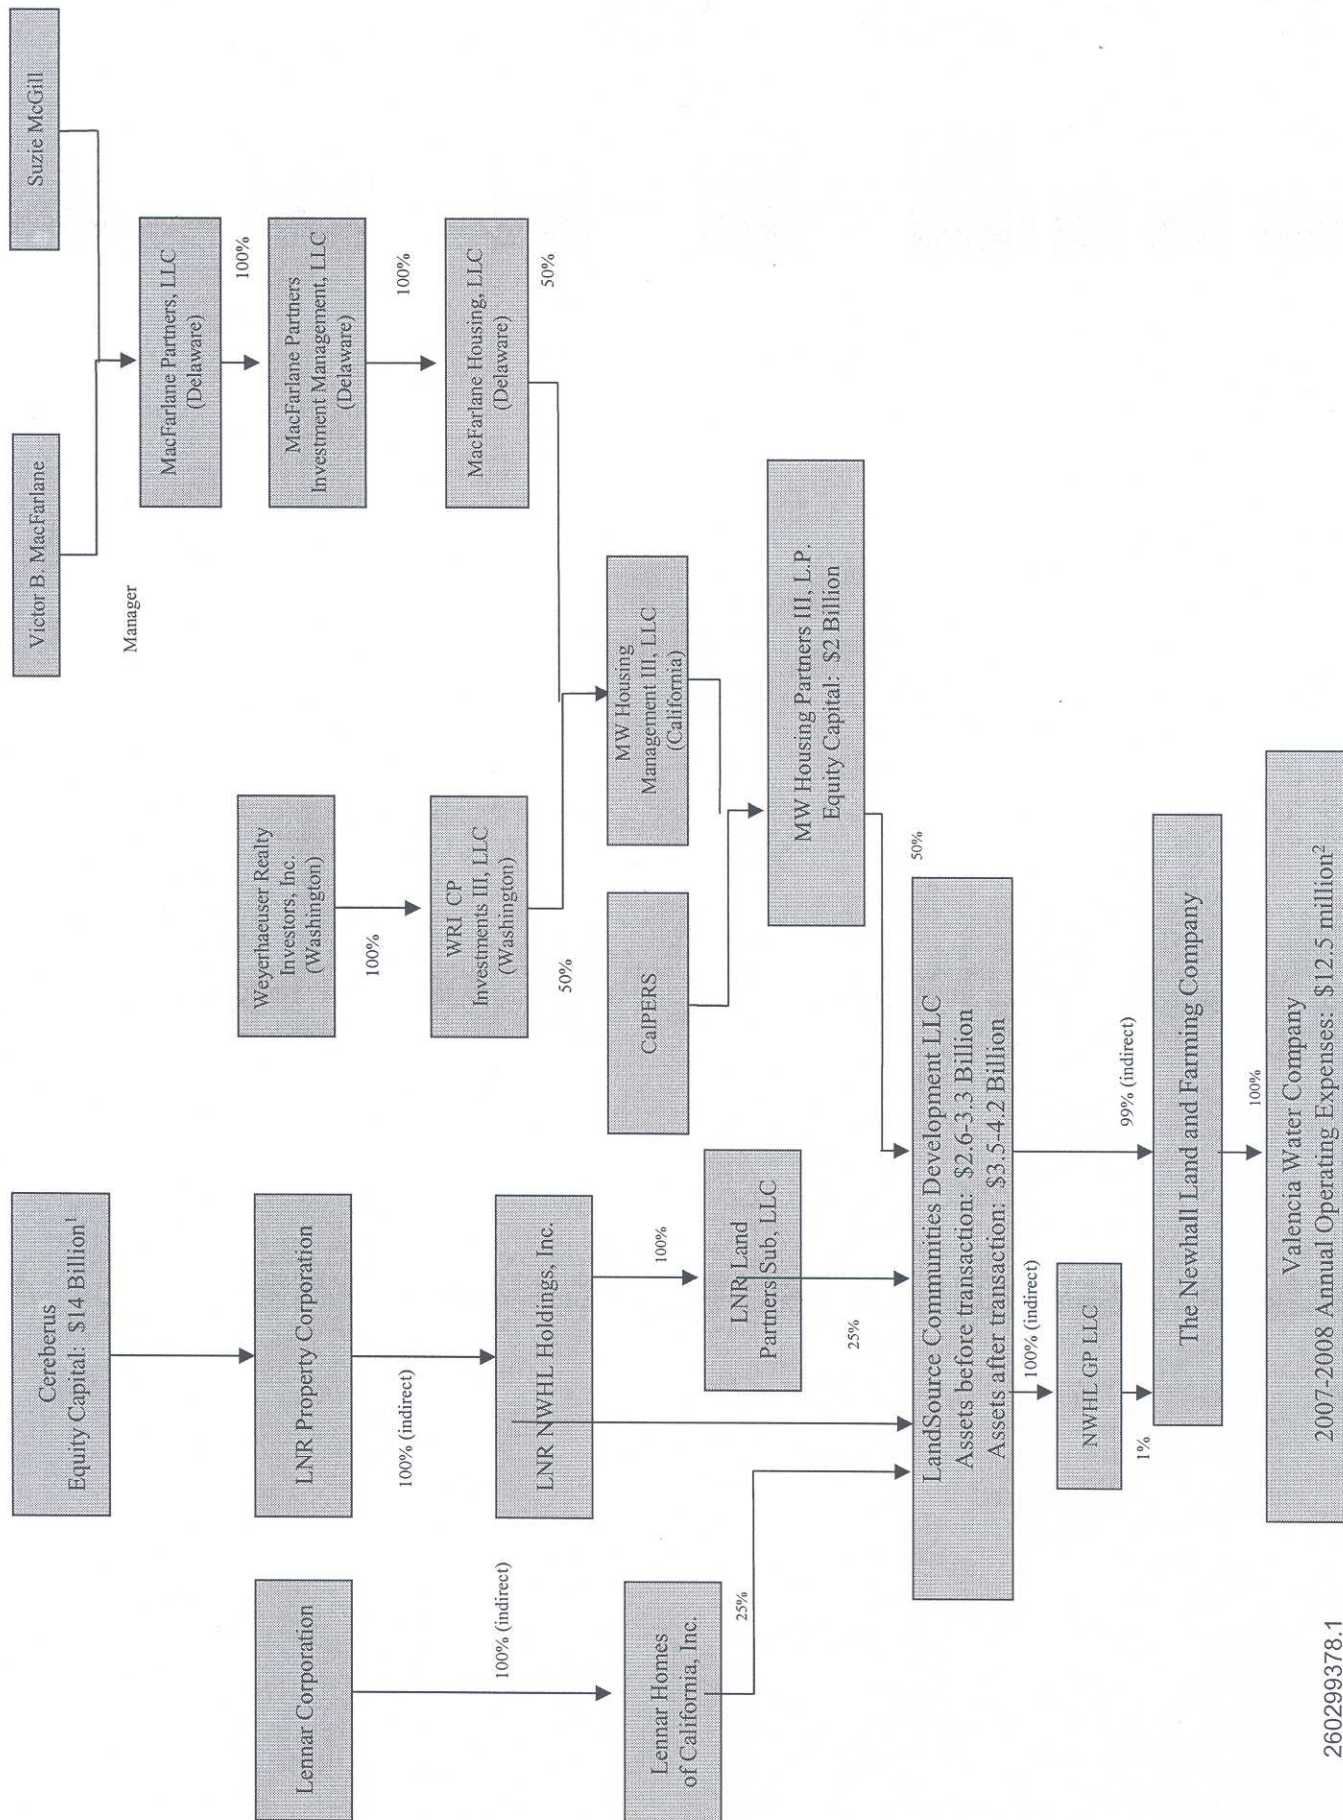 Victor B. MacFarlane
Suzie McGill
Manager
MacFarlane Partners, LLC
(Delaware)
100%
MacFarlane Partners
Investment Management, LLC
(Delaware)
100%
MacFarlane Housing, LLC
(Delaware)
50%
Weyerhaeuser Realty
Investors, Inc.
(Washington)
100%
WRI CP
Investments III, LLC
(Washington)
50%
MW Housing
Management III, LLC
(California)
CalPERS
MW Housing Partners III, L.P.
Equity Capital: $2 Billion
50%
Cereberus
Equity Capital: $14 Billion¹
LNR Property Corporation
100% (indirect)
LNR NWHL Holdings, Inc.
100%
LNR Land
Partners Sub, LLC
25%
Lennar Corporation
100% (indirect)
Lennar Homes
of California, Inc.
25%
LandSource Communities Development LLC
Assets before transaction: $2.6-3.3 Billion
Assets after transaction: $3.5-4.2 Billion
100% (indirect)
99% (indirect)
NWHL GP LLC
1%
The Newhall Land and Farming Company
100%
Valencia Water Company
2007-2008 Annual Operating Expenses: $12.5 million²
260299378.1